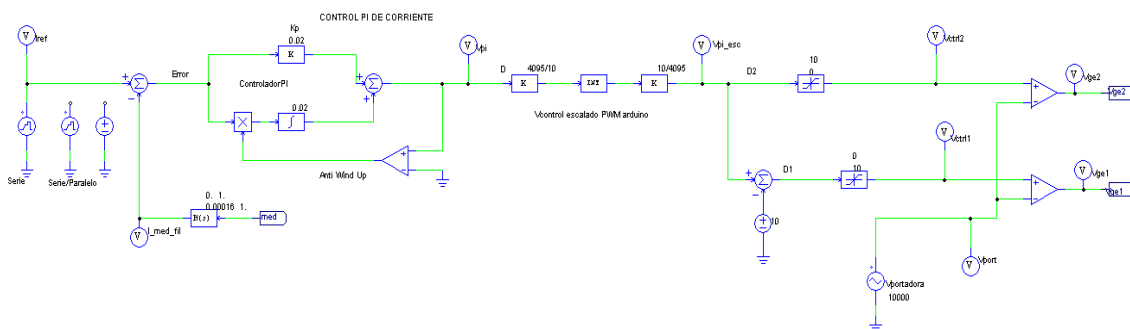 CONTROL PI DE CORRIENTE
V
Iref
Kp
0.02
K
Error
ControladorPI
0.02
Anti Wind Up
V
Vpi
D
4095/10
K
INT
10/4095
K
V
Vpi_esc
D2
10
0
V
Vctrl2
V
Vge2
Vge2
Vcontrol escalado PWM arduino
D1
0
10
V
Vctrl1
V
Vge1
Vge1
10
Serie
Serie/Paralelo
0. 1.
0.00016 1.
H(s)
med
V
I_med_fil
V
Vport
Vportadora
10000